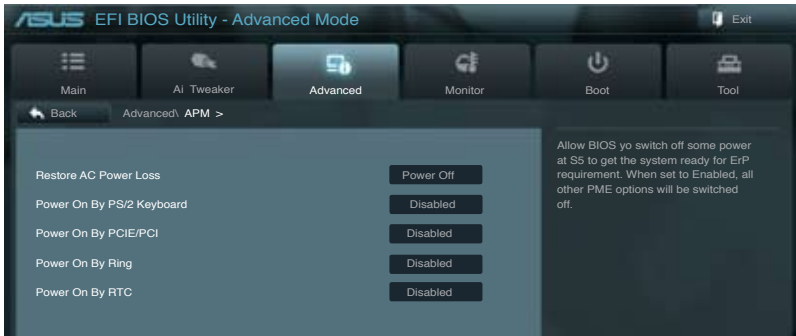 ASUS EFI BIOS Utility - Advanced Mode
Exit
Main
Ai Tweaker
Advanced
Monitor
Boot
Tool
Back
Advanced\ APM >
Restore AC Power Loss Power Off
Power On By PS/2 Keyboard Disabled
Power On By PCIE/PCI Disabled
Power On By Ring Disabled
Power On By RTC Disabled
Allow BIOS yo switch off some power
at S5 to get the system ready for ErP
requirement. When set to Enabled, all
other PME options will be switched
off.